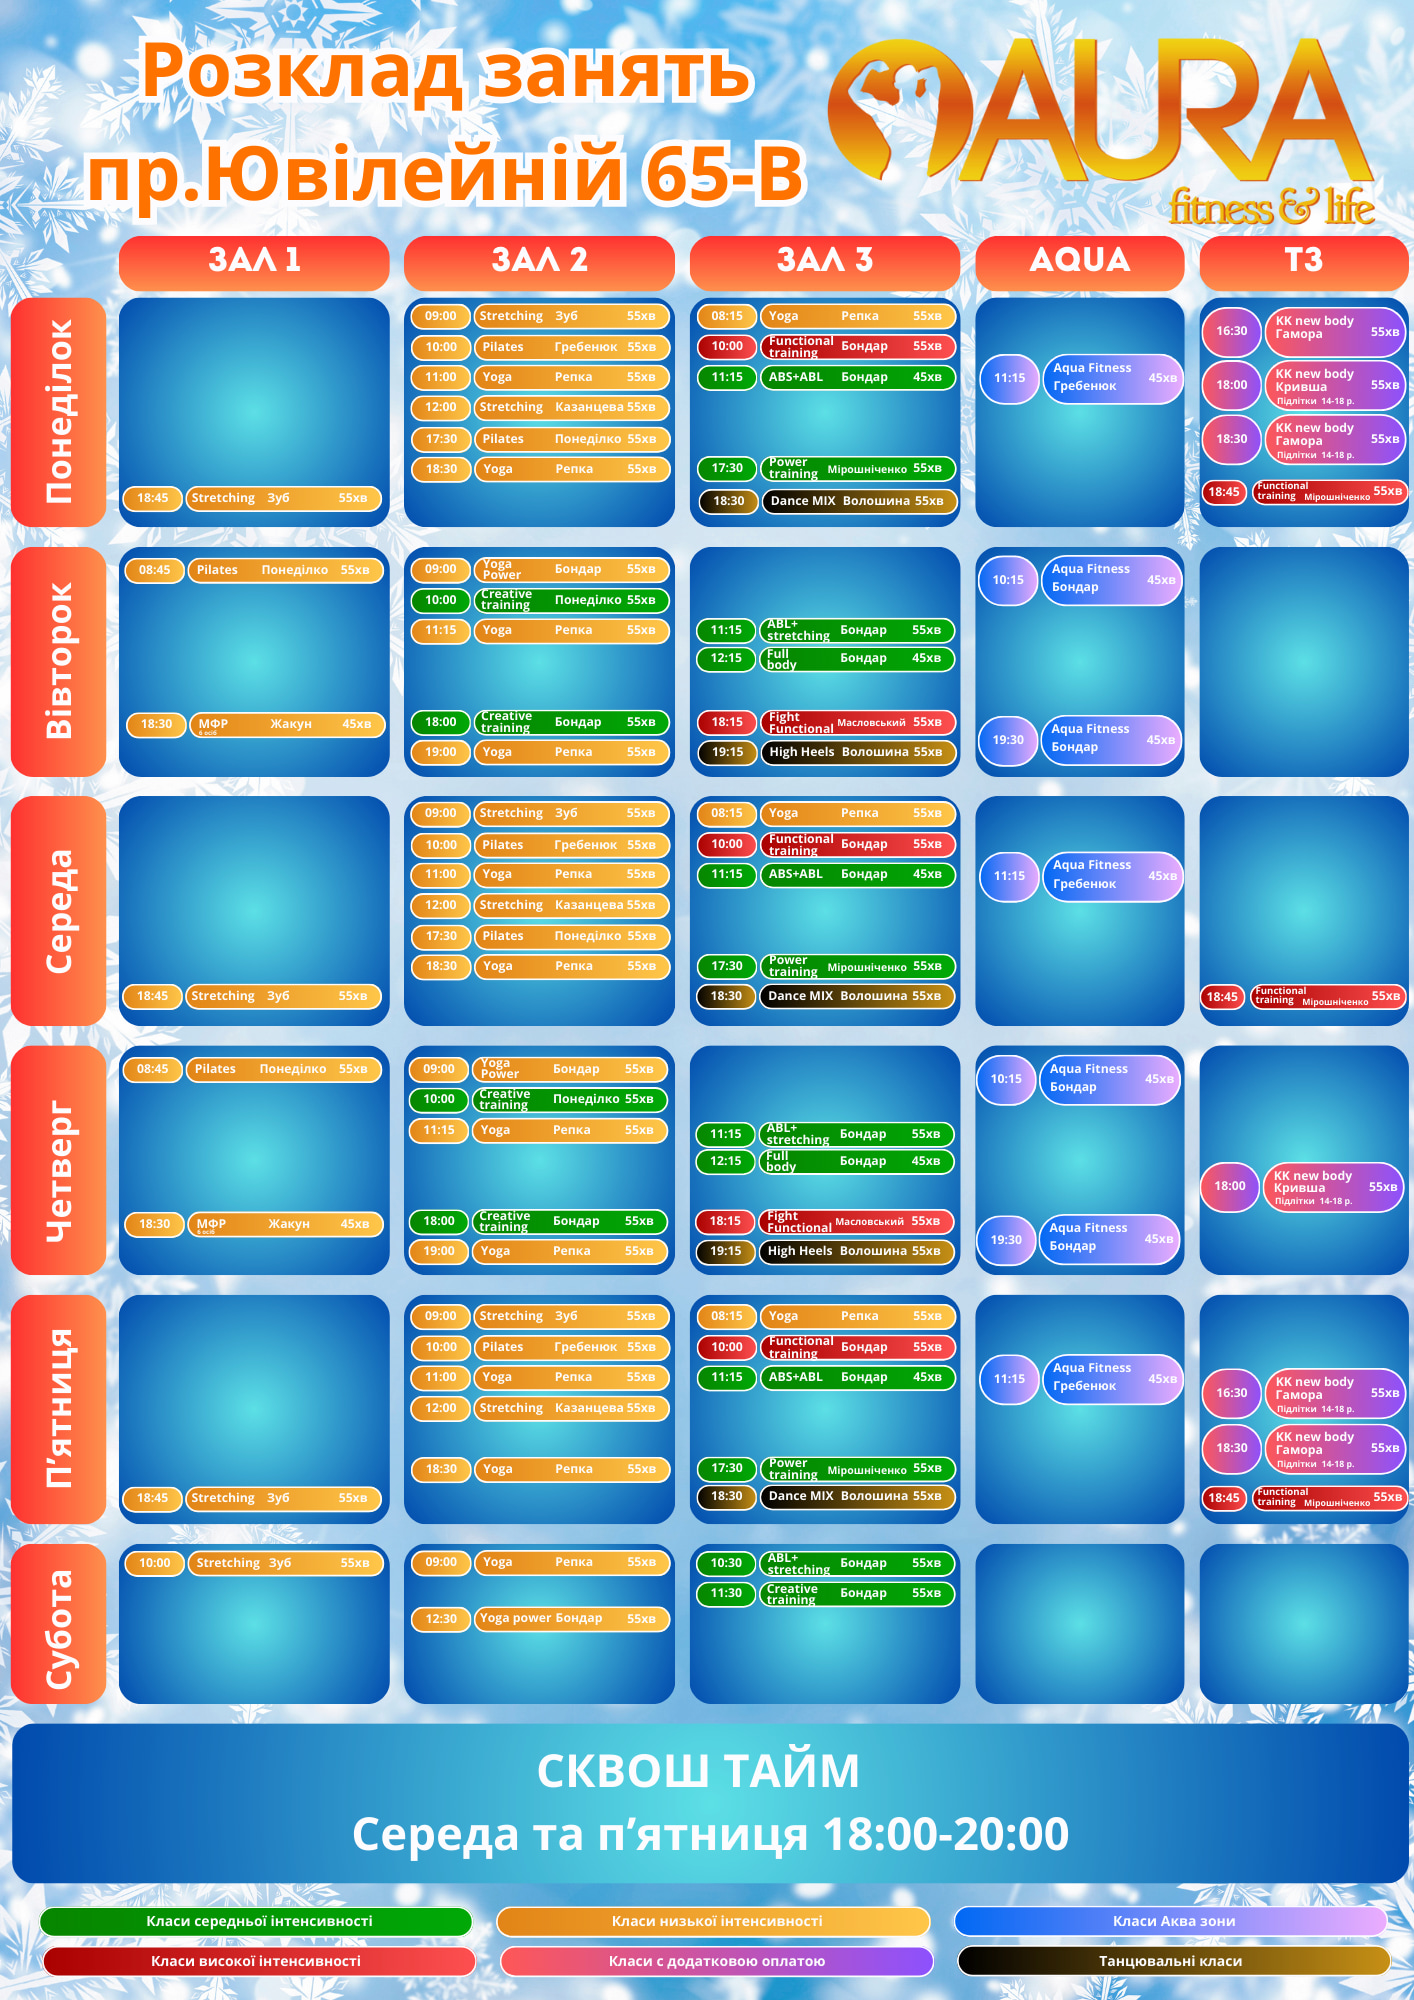 Розклад занять
пр.Ювілейній 65-В
AURA
fitness & life
ЗАЛ 1
ЗАЛ 2
ЗАЛ 3
AQUA
ТЗ
Понеділок
18:45 Stretching Зуб 55хв
09:00 Stretching Зуб 55хв
10:00 Pilates Гребенюк 55хв
11:00 Yoga Репка 55хв
12:00 Stretching Казанцева 55хв
17:30 Pilates Понеділко 55хв
18:30 Yoga Репка 55хв
08:15 Yoga Репка 55хв
10:00 Functional training Бондар 55хв
11:15 ABS+ABL Бондар 45хв
17:30 Power training Мірошніченко 55хв
18:30 Dance MIX Волошина 55хв
11:15 Aqua Fitness Гребенюк 45хв
16:30 KK new body Гамора 55хв
18:00 KK new body Кривша Підлітки 14-18 р. 55хв
18:30 KK new body Гамора Підлітки 14-18 р. 55хв
18:45 Functional training Мірошніченко 55хв
Вівторок
08:45 Pilates Понеділко 55хв
18:30 МФР 6 осіб Жакун 45хв
09:00 Yoga Power Бондар 55хв
10:00 Creative training Понеділко 55хв
11:15 Yoga Репка 55хв
18:00 Creative training Бондар 55хв
19:00 Yoga Репка 55хв
11:15 ABL+ stretching Бондар 55хв
12:15 Full body Бондар 45хв
18:15 Fight Functional Масловський 55хв
19:15 High Heels Волошина 55хв
10:15 Aqua Fitness Бондар 45хв
19:30 Aqua Fitness Бондар 45хв
Середа
18:45 Stretching Зуб 55хв
09:00 Stretching Зуб 55хв
10:00 Pilates Гребенюк 55хв
11:00 Yoga Репка 55хв
12:00 Stretching Казанцева 55хв
17:30 Pilates Понеділко 55хв
18:30 Yoga Репка 55хв
08:15 Yoga Репка 55хв
10:00 Functional training Бондар 55хв
11:15 ABS+ABL Бондар 45хв
17:30 Power training Мірошніченко 55хв
18:30 Dance MIX Волошина 55хв
11:15 Aqua Fitness Гребенюк 45хв
18:45 Functional training Мірошніченко 55хв
Четверг
08:45 Pilates Понеділко 55хв
18:30 МФР 6 осіб Жакун 45хв
09:00 Yoga Power Бондар 55хв
10:00 Creative training Понеділко 55хв
11:15 Yoga Репка 55хв
18:00 Creative training Бондар 55хв
19:00 Yoga Репка 55хв
11:15 ABL+ stretching Бондар 55хв
12:15 Full body Бондар 45хв
18:15 Fight Functional Масловський 55хв
19:15 High Heels Волошина 55хв
10:15 Aqua Fitness Бондар 45хв
19:30 Aqua Fitness Бондар 45хв
18:00 KK new body Кривша Підлітки 14-18 р. 55хв
П’ятниця
18:45 Stretching Зуб 55хв
09:00 Stretching Зуб 55хв
10:00 Pilates Гребенюк 55хв
11:00 Yoga Репка 55хв
12:00 Stretching Казанцева 55хв
18:30 Yoga Репка 55хв
08:15 Yoga Репка 55хв
10:00 Functional training Бондар 55хв
11:15 ABS+ABL Бондар 45хв
17:30 Power training Мірошніченко 55хв
18:30 Dance MIX Волошина 55хв
11:15 Aqua Fitness Гребенюк 45хв
16:30 KK new body Гамора Підлітки 14-18 р. 55хв
18:30 KK new body Гамора Підлітки 14-18 р. 55хв
18:45 Functional training Мірошніченко 55хв
Субота
10:00 Stretching Зуб 55хв
09:00 Yoga Репка 55хв
12:30 Yoga power Бондар 55хв
10:30 ABL+ stretching Бондар 55хв
11:30 Creative training Бондар 55хв
СКВОШ ТАЙМ
Середа та п’ятниця 18:00-20:00
Класи середньої інтенсивності
Класи низької інтенсивності
Класи Аква зони
Класи високої інтенсивності
Класи с додатковою оплатою
Танцювальні класи